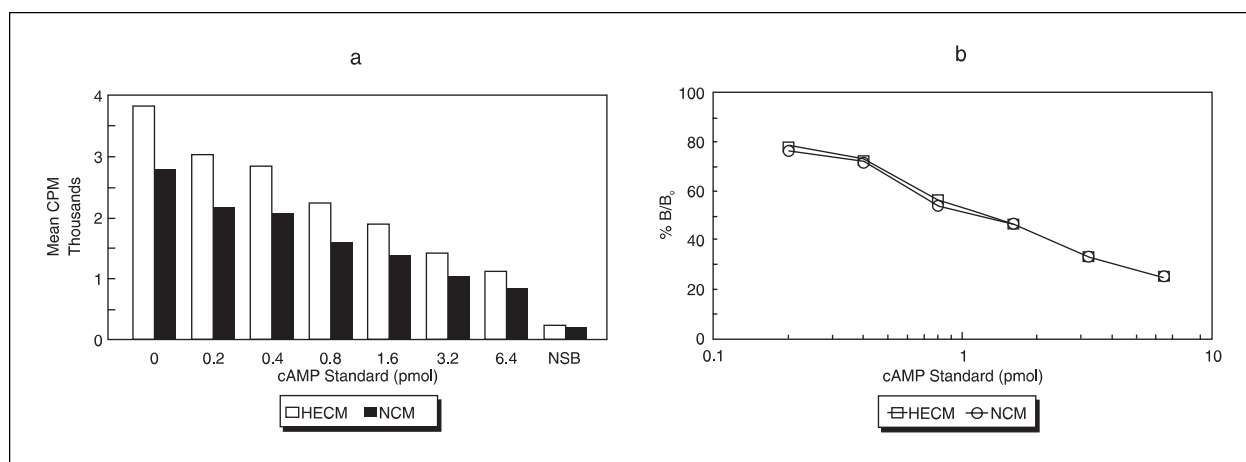 a
4
3
2
1
0
Mean CPM
Thousands
0 0.2 0.4 0.8 1.6 3.2 6.4 NSB
cAMP Standard (pmol)
HECM NCM
b
100
80
60
40
20
0
% B/B₀
0.1 1 10
cAMP Standard (pmol)
HECM NCM